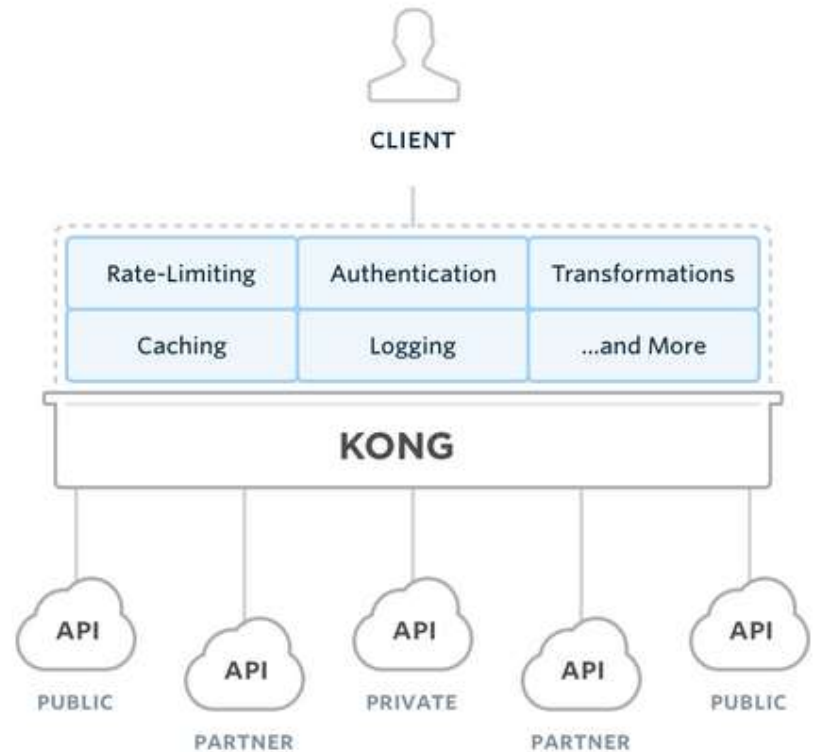 CLIENT
Rate-Limiting Authentication Transformations
Caching Logging ...and More
KONG
API API API
API API
PUBLIC PRIVATE PUBLIC
PARTNER PARTNER